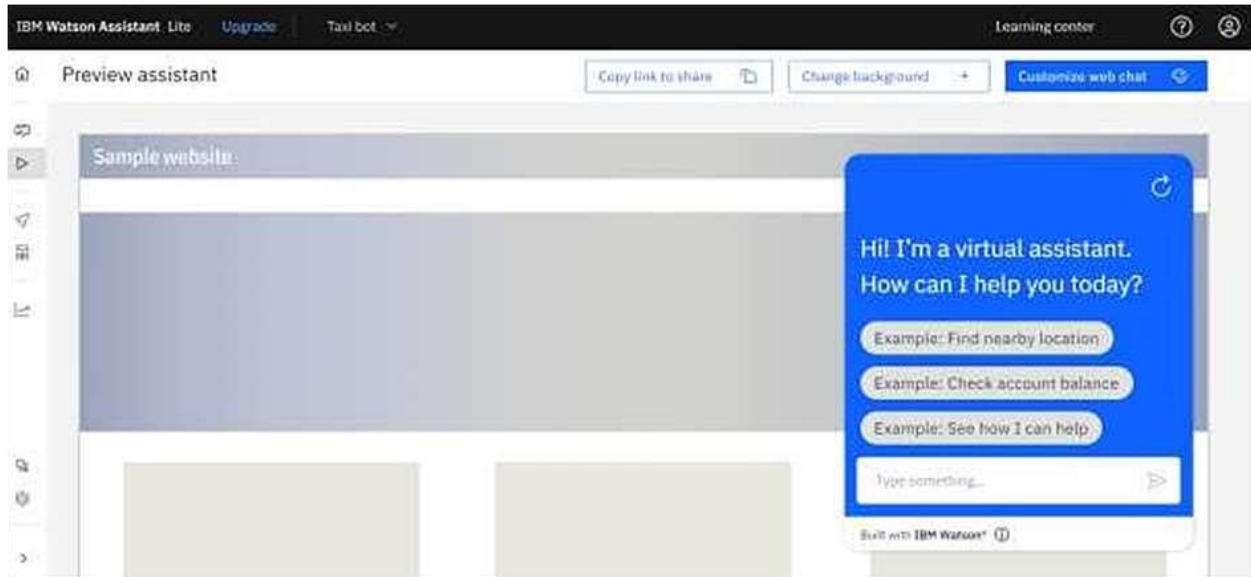 IBM Watson Assistant Lite Upgrade Taxi bot Learning center
Preview assistant Copy link to share Change background + Customize web chat
Sample website
Hi! I'm a virtual assistant.
How can I help you today?
Example: Find nearby location
Example: Check account balance
Example: See how I can help
Type something...
Built with IBM Watson®